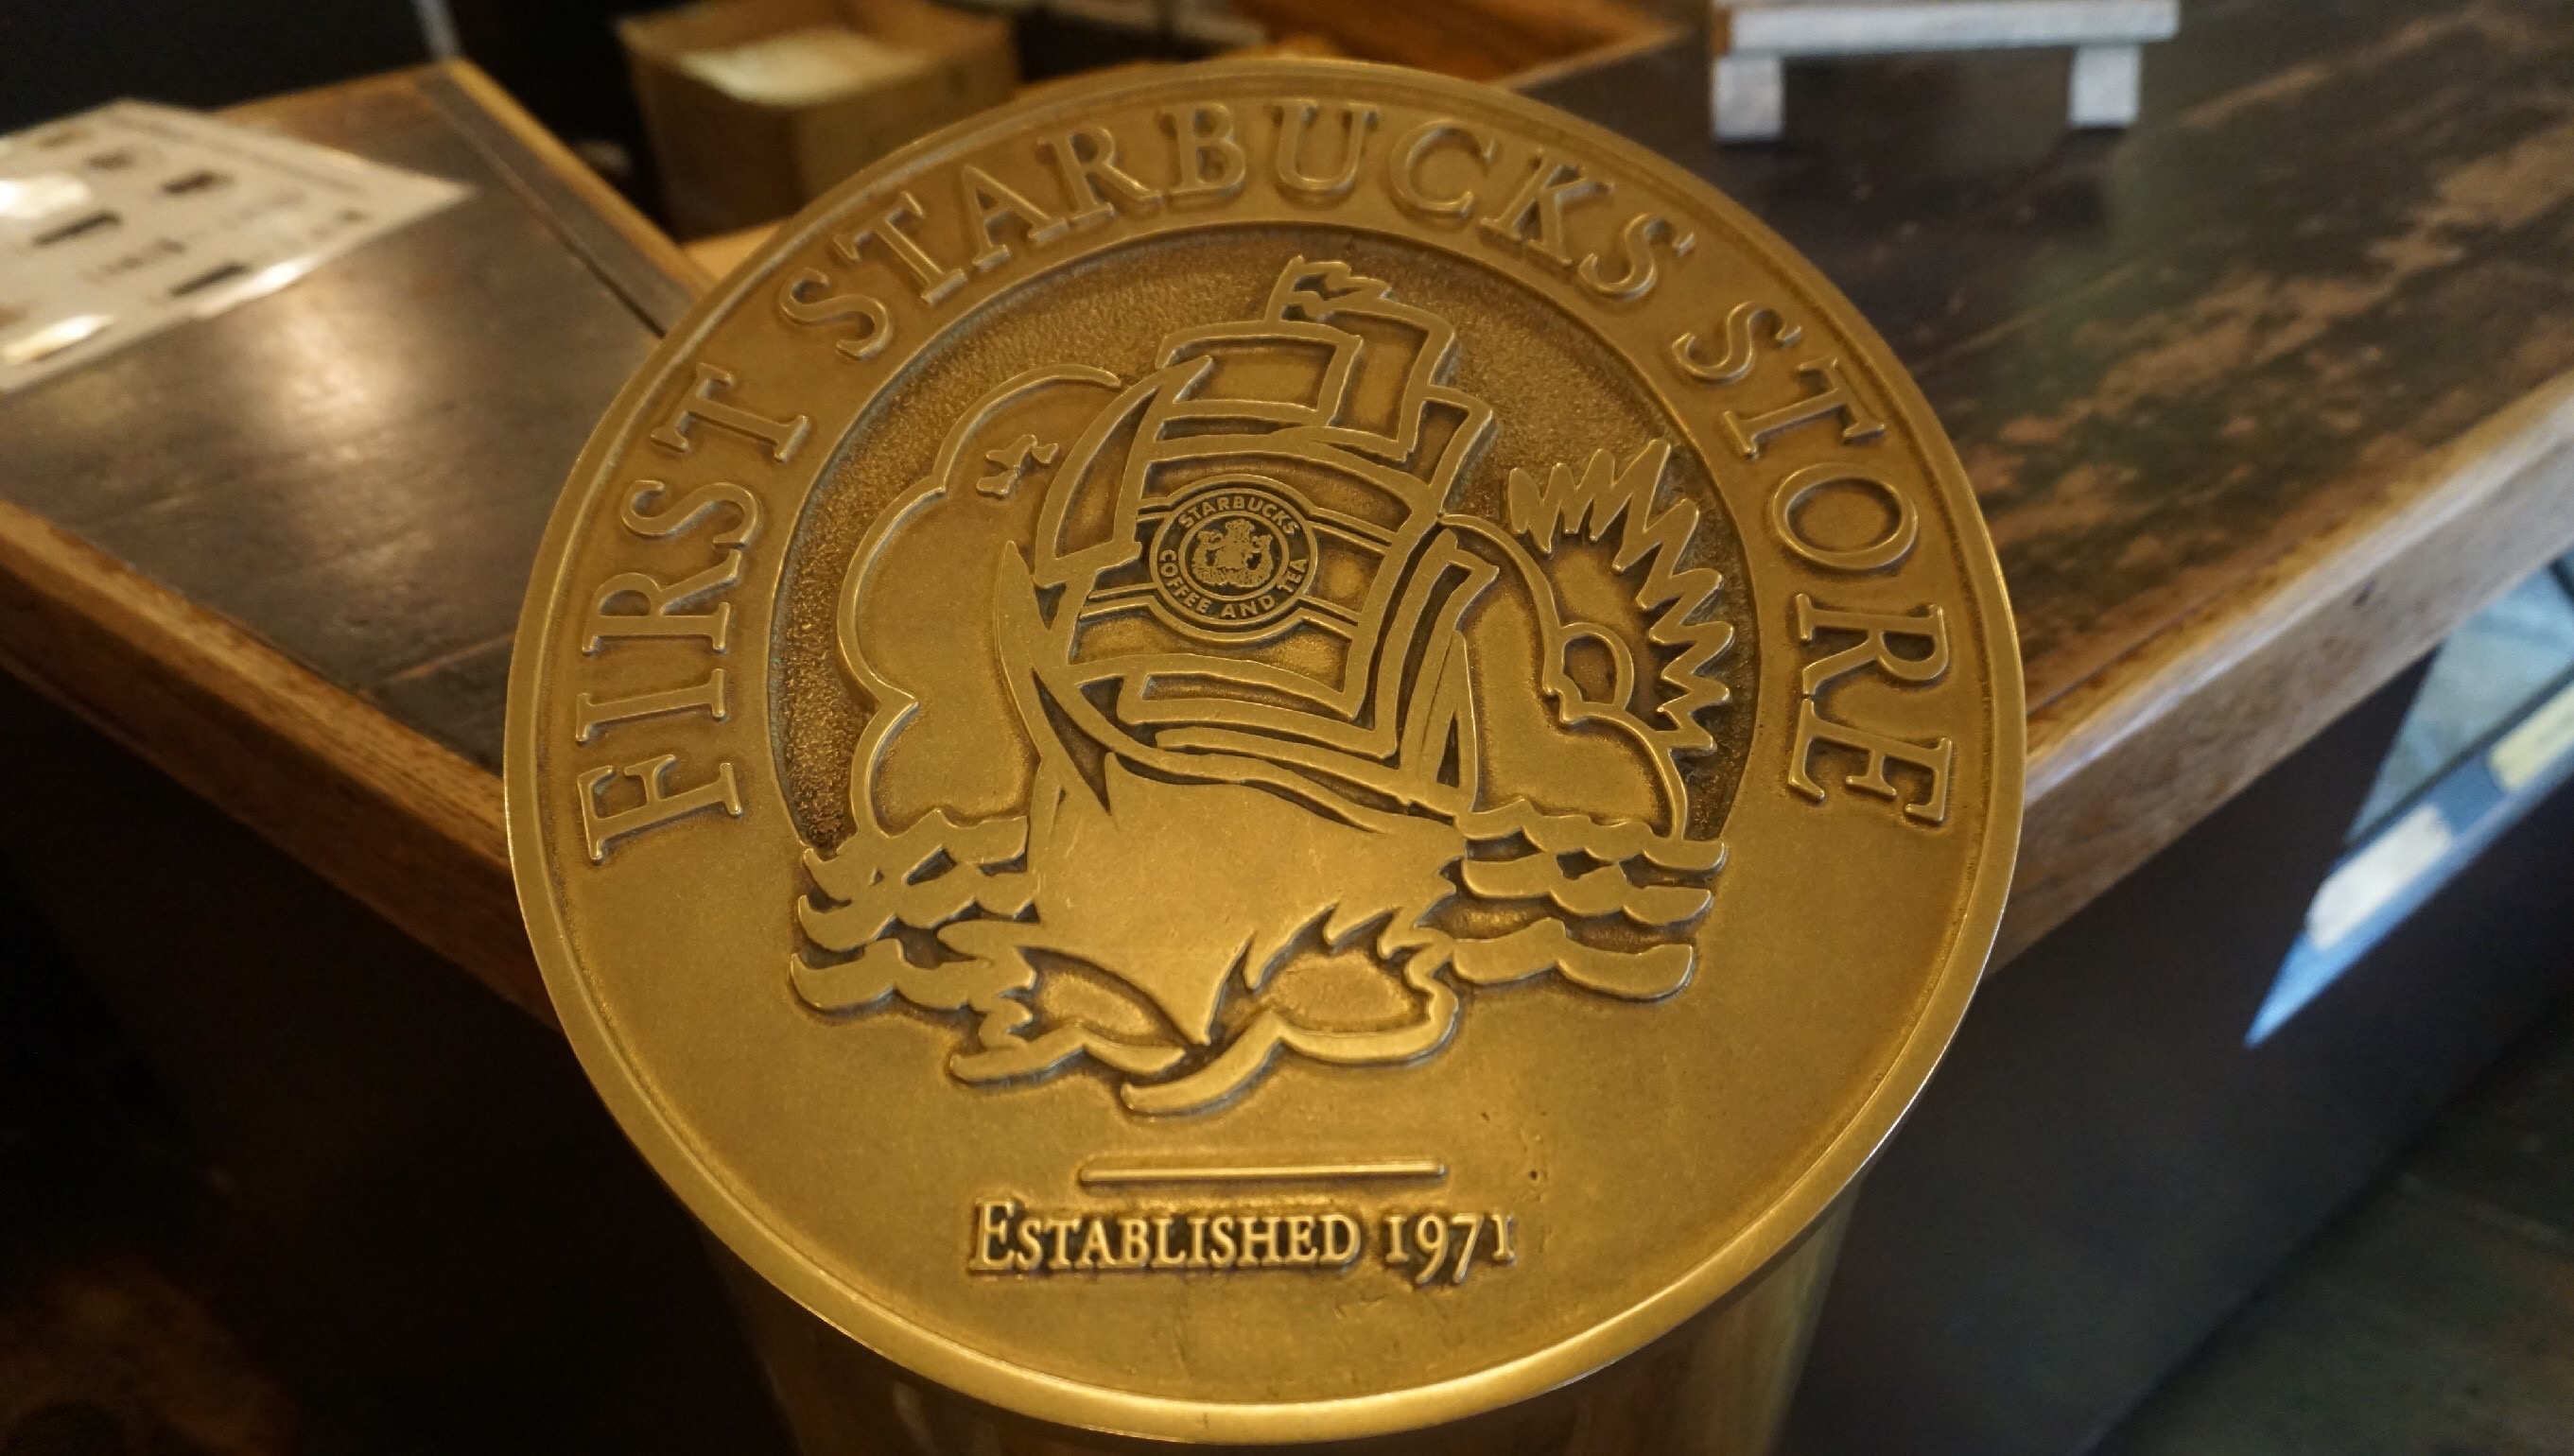 FIRST STARBUCKS STORE
STARBUCKS
COFFEE AND TEA
ESTABLISHED 1971